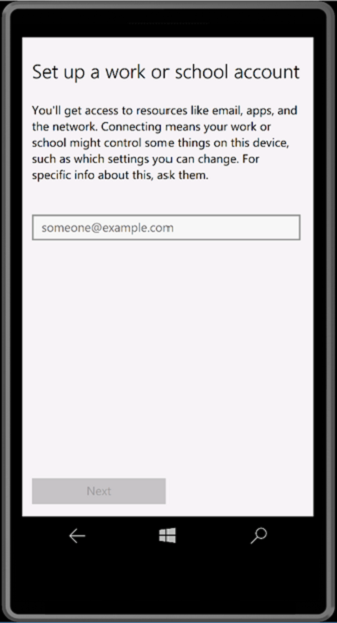 Set up a work or school account
You'll get access to resources like email, apps, and
the network. Connecting means your work or
school might control some things on this device,
such as which settings you can change. For
specific info about this, ask them.
someone@example.com
Next